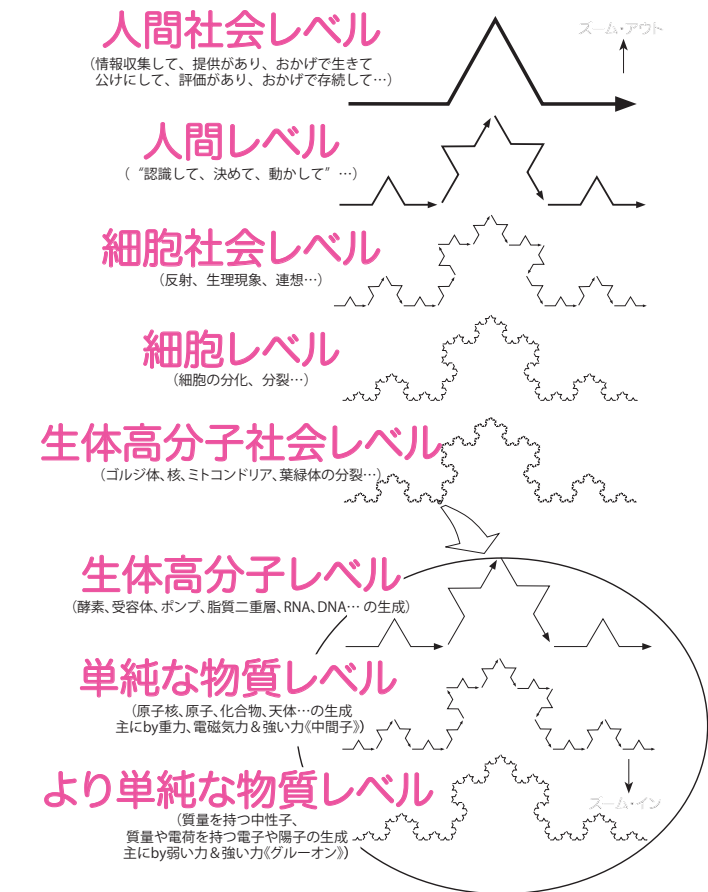 人間社会レベル
ズーム・アウト
（情報収集して、提供があり、おかげで生きて
公けにして、評価があり、おかげで存続して…）
人間レベル
（〝認識して、決めて、動かして〞…）
細胞社会レベル
（反射、生理現象、連想…）
細胞レベル
（細胞の分化、分裂…）
生体高分子社会レベル
（ゴルジ体、核、ミトコンドリア、葉緑体の分裂…）
生体高分子レベル
（酵素、受容体、ポンプ、脂質二重層、RNA、DNA… の生成）
単純な物質レベル
（原子核、原子、化合物、天体…の生成
主にby重力、電磁気力＆強い力《中間子》）
より単純な物質レベル
ズーム・イン
（質量を持つ中性子、
質量や電荷を持つ電子や陽子の生成
主にby弱い力＆強い力《グルーオン》）